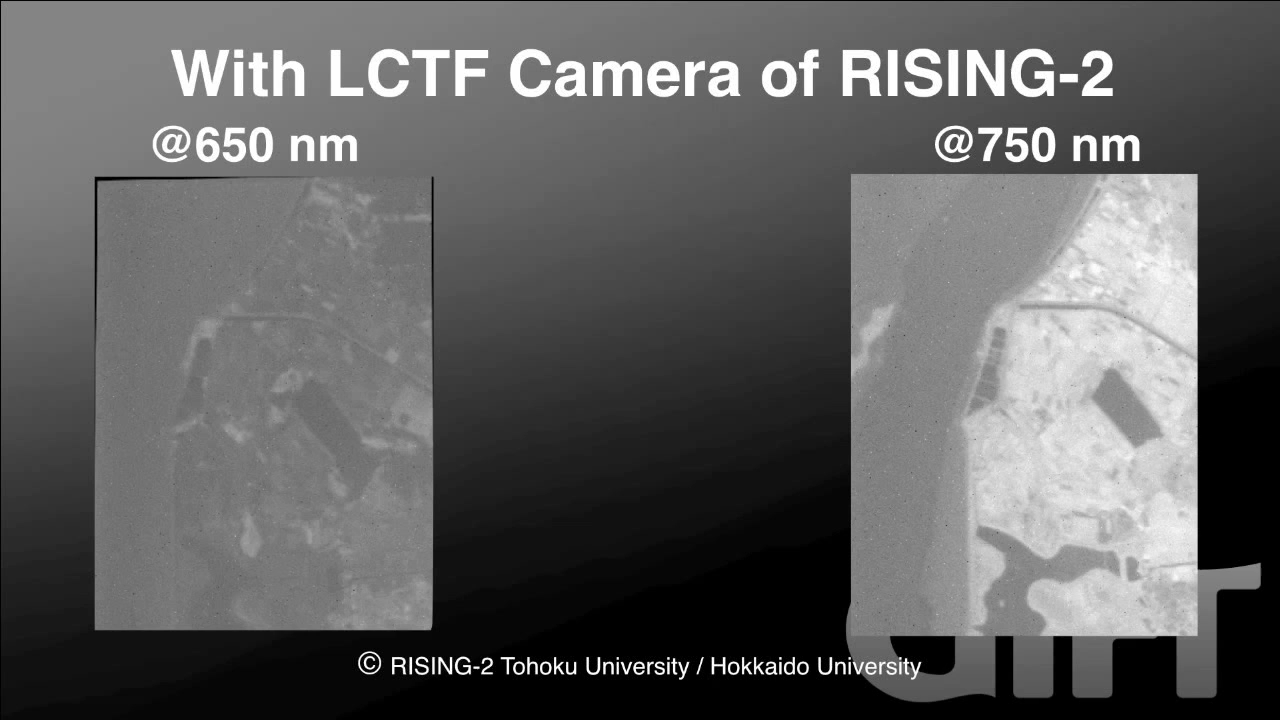 With LCTF Camera of RISING-2
@650 nm
@750 nm
© RISING-2 Tohoku University / Hokkaido University